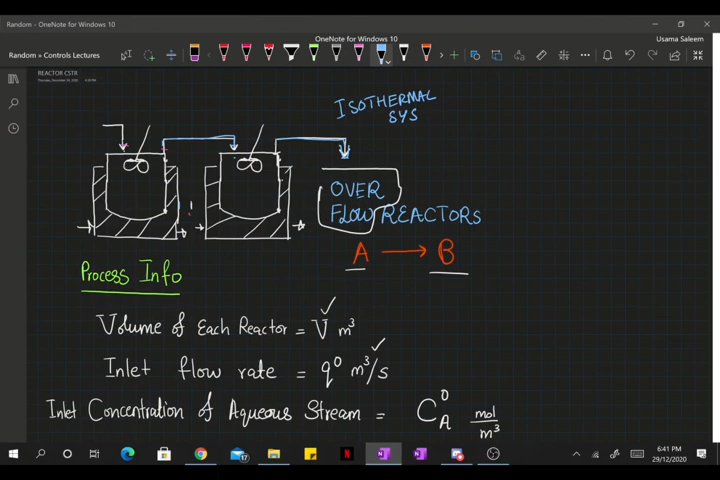 Random - OneNote for Windows 10
OneNote for Windows 10
Usama Saleem
Random » Controls Lectures
REACTOR CSTR
ISOTHERMAL
SYS
OVER
FLOW REACTORS
A → B
Process Info
Volume of Each Reactor = V m³
Inlet flow rate = q⁰ m³/s
Inlet Concentration of Aqueous Stream = C_A⁰ mol/m³
17
6:41 PM
29/12/2020